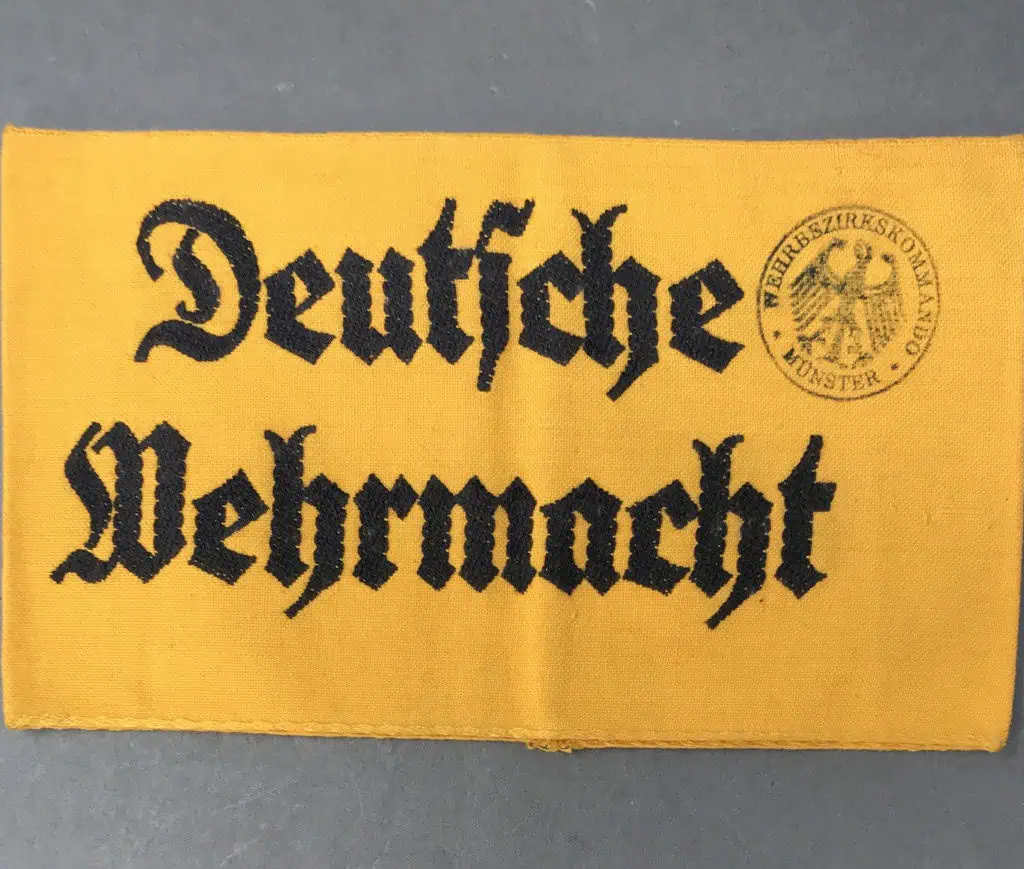 Deutſche
Wehrmacht
WEHRBEZIRKSKOMMANDO
MÜNSTER